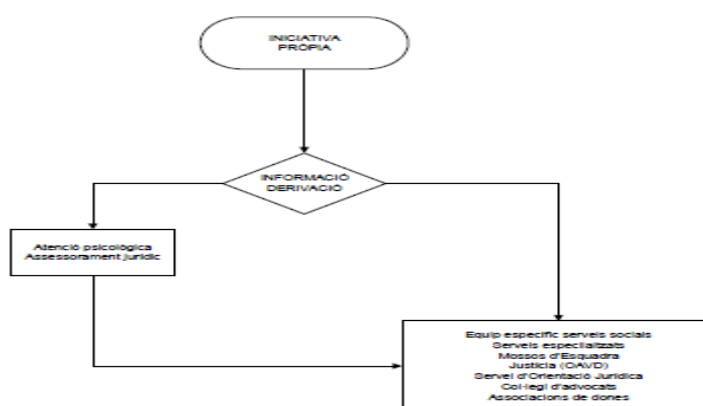 INICIATIVA
PRÒPIA
INFORMACIÓ
DERIVACIÓ
Atenció psicològica
Assessorament jurídic
Equip específic serveis socials
Serveis especialitzats
Mossos d'Esquadra
Justícia (OAVD)
Servei d'Orientació Jurídica
Col·legi d'advocats
Associacions de dones